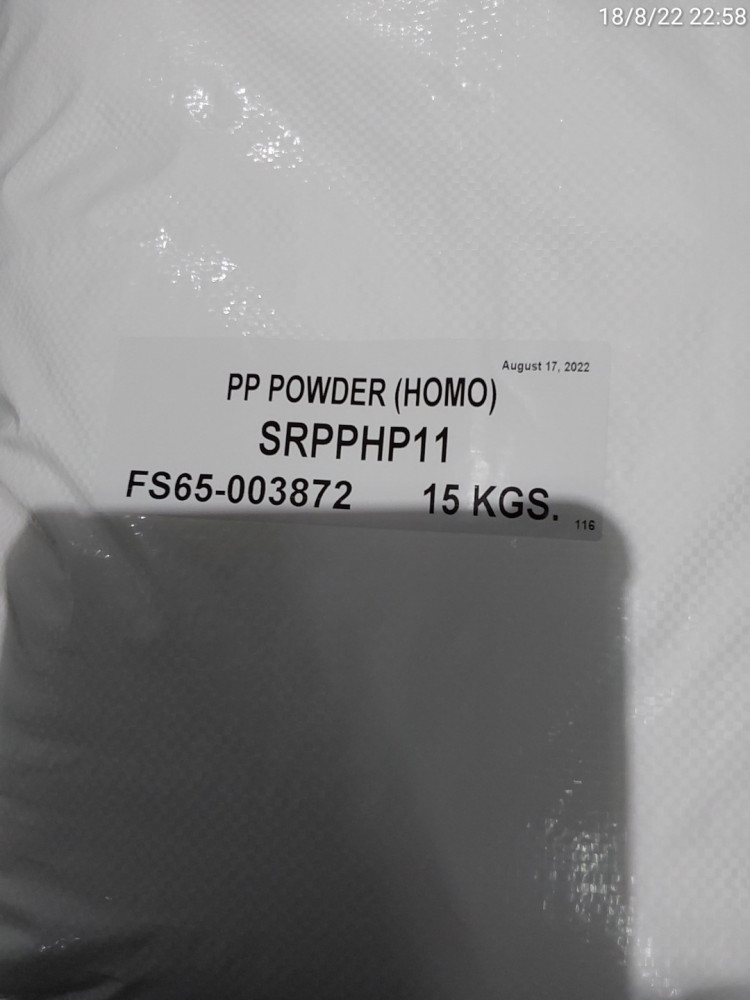 18/8/22 22:58
August 17, 2022
PP POWDER (HOMO)
SRPPHP11
FS65-003872 15 KGS.
116